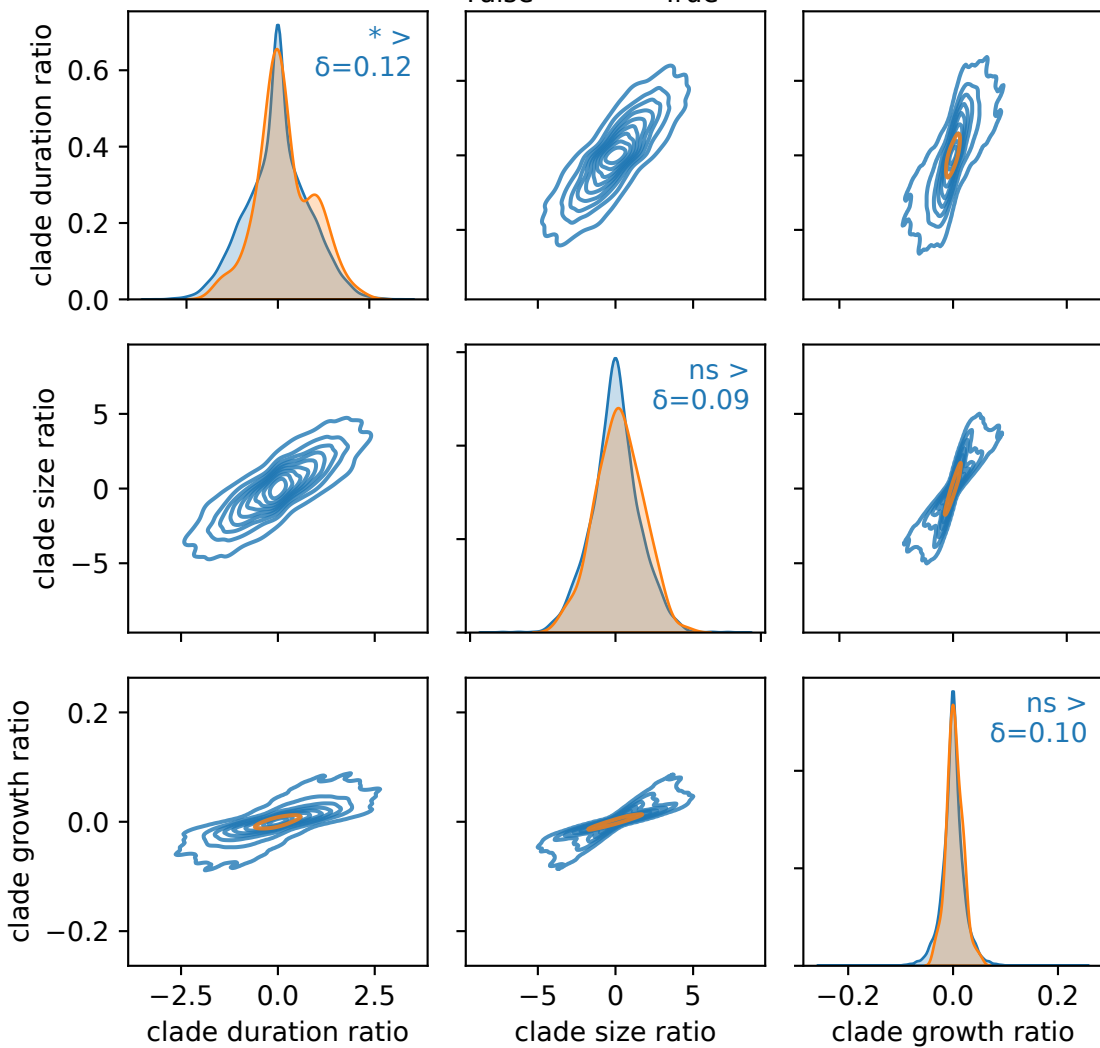 False True
clade duration ratio
0.6
0.4
0.2
0.0
* >
δ=0.12
clade size ratio
5
0
−5
ns >
δ=0.09
clade growth ratio
0.2
0.0
−0.2
ns >
δ=0.10
−2.5 0.0 2.5
−5 0 5
−0.2 0.0 0.2
clade duration ratio
clade size ratio
clade growth ratio